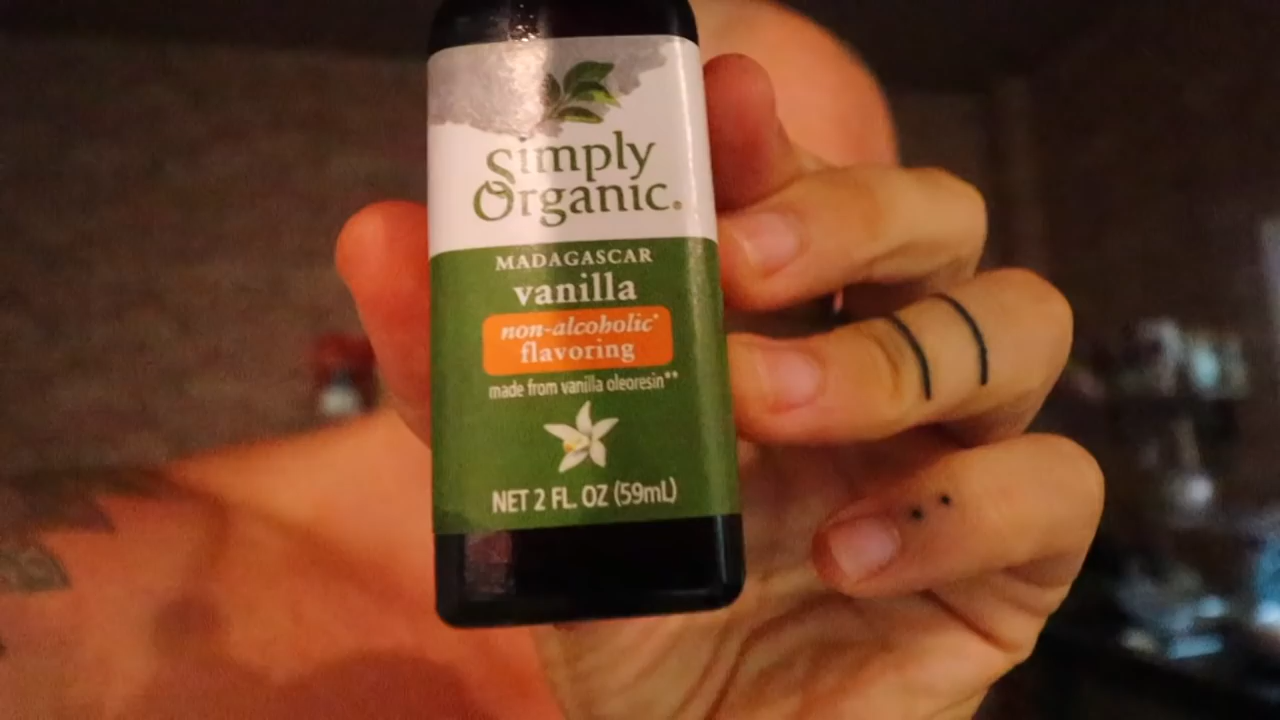 Simply
Organic.
MADAGASCAR
vanilla
non-alcoholic*
flavoring
made from vanilla oleoresin**
NET 2 FL. OZ (59mL)